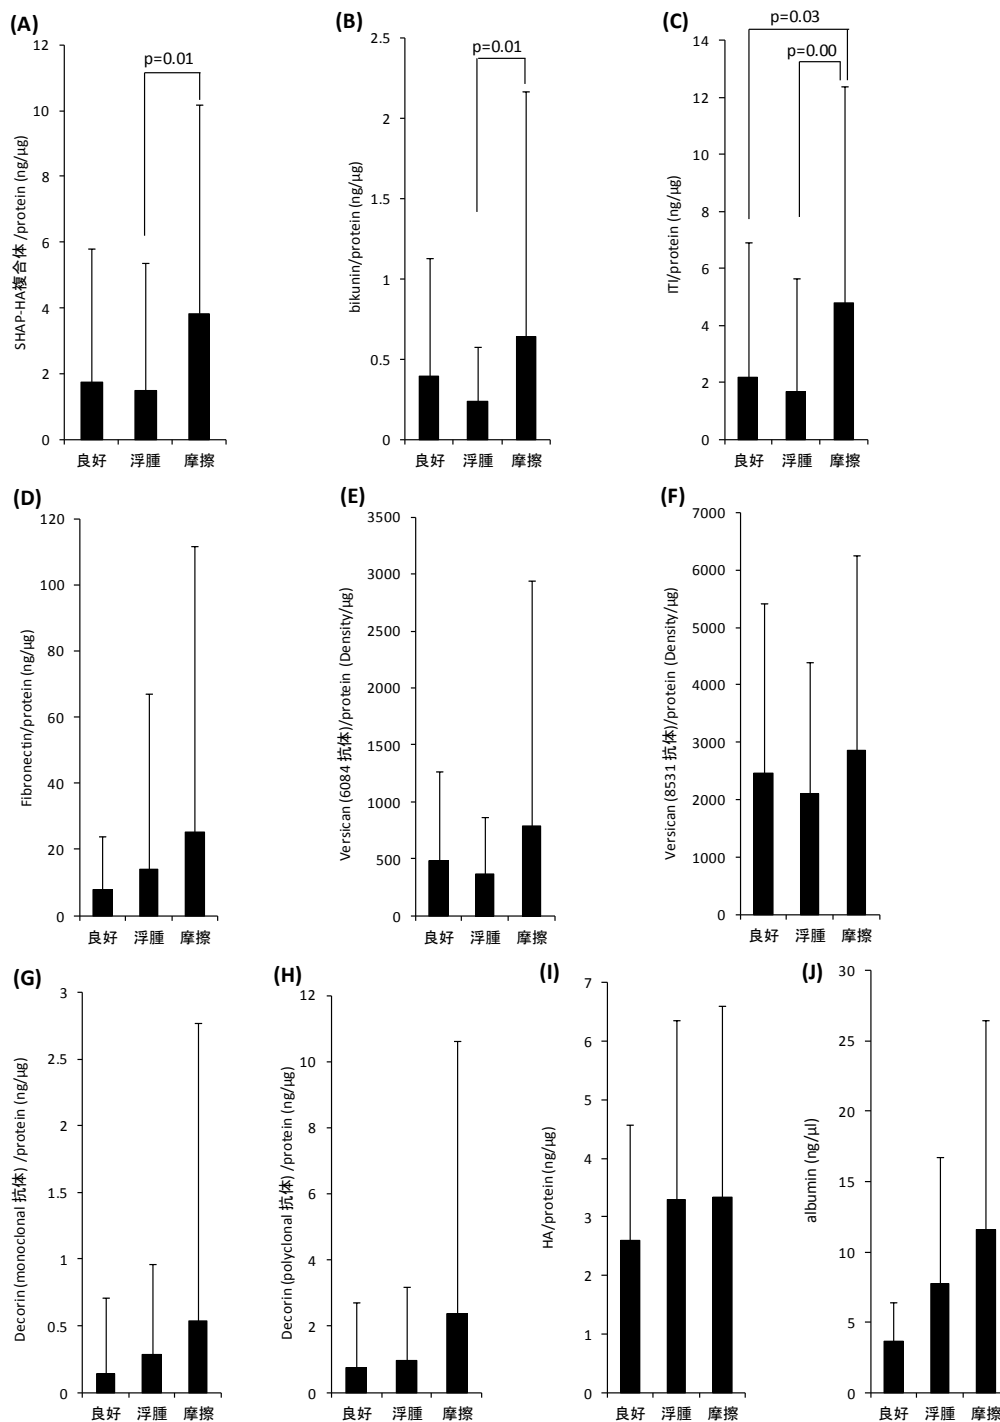 (A)
p=0.01
SHAP-HA複合体 /protein (ng/μg)
12
10
8
6
4
2
0
良好 浮腫 摩擦
(B)
p=0.01
bikunin/protein (ng/μg)
2.5
2
1.5
1
0.5
0
良好 浮腫 摩擦
(C)
p=0.03
p=0.00
ITI/protein (ng/μg)
14
12
10
8
6
4
2
0
良好 浮腫 摩擦
(D)
Fibronectin/protein (ng/μg)
120
100
80
60
40
20
0
良好 浮腫 摩擦
(E)
Versican (6084 抗体)/protein (Density/μg)
3500
3000
2500
2000
1500
1000
500
0
良好 浮腫 摩擦
(F)
Versican (8531 抗体)/protein (Density/μg)
7000
6000
5000
4000
3000
2000
1000
0
良好 浮腫 摩擦
(G)
Decorin (monoclonal 抗体) /protein (ng/μg)
3
2.5
2
1.5
1
0.5
0
良好 浮腫 摩擦
(H)
Decorin (polyclonal 抗体) /protein (ng/μg)
12
10
8
6
4
2
0
良好 浮腫 摩擦
(I)
HA/protein (ng/μg)
7
6
5
4
3
2
1
0
良好 浮腫 摩擦
(J)
albumin (ng/μl)
30
25
20
15
10
5
0
良好 浮腫 摩擦